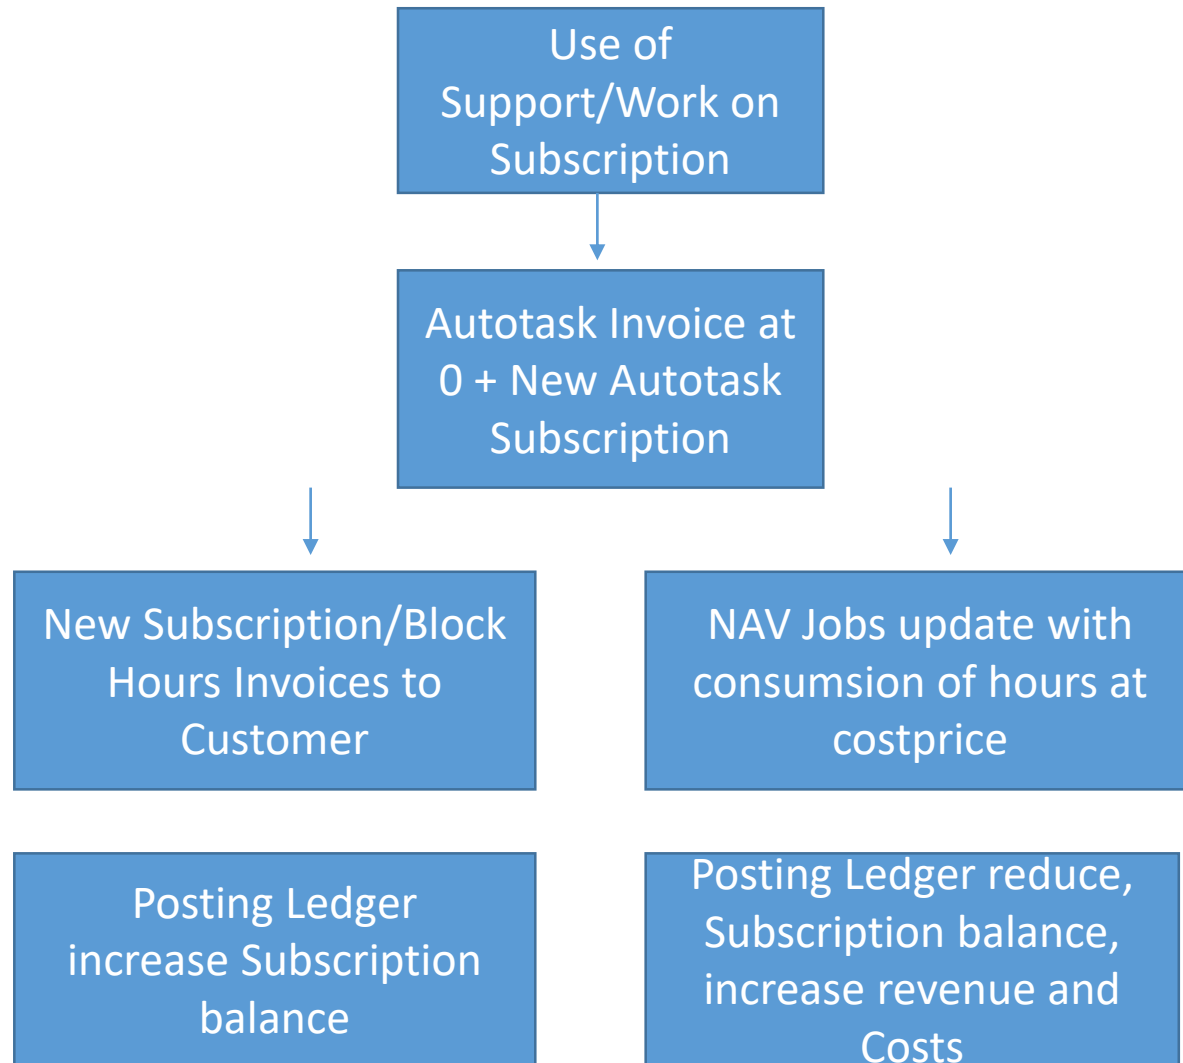 Use of
Support/Work on
Subscription
Autotask Invoice at
0 + New Autotask
Subscription
New Subscription/Block
Hours Invoices to
Customer
NAV Jobs update with
consumsion of hours at
costprice
Posting Ledger
increase Subscription
balance
Posting Ledger reduce,
Subscription balance,
increase revenue and
Costs